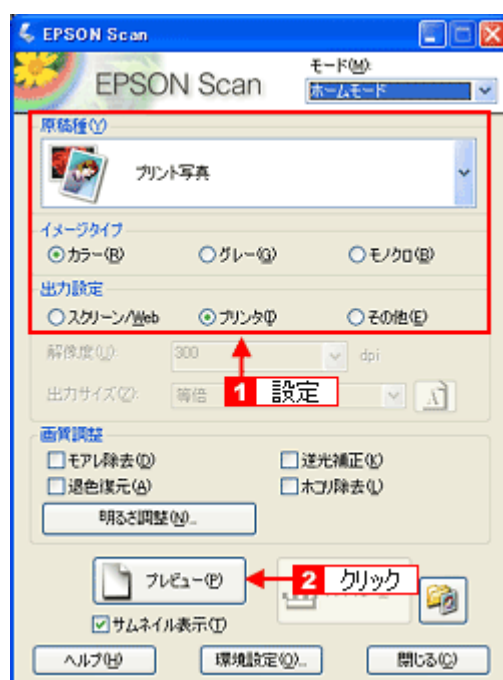 EPSON Scan
EPSON Scan
モード(M):
ホームモード
原稿種(Y)
プリント写真
イメージタイプ
カラー(R) グレー(G) モノクロ(B)
出力設定
スクリーン/Web プリンタ(I) その他(E)
解像度(U): 300 dpi
1 設定
出力サイズ(Z): 等倍
画質調整
モアレ除去(D) 逆光補正(K)
退色復元(A) ホコリ除去(L)
明るさ調整(N)...
プレビュー(P)
2 クリック
サムネイル表示(T)
ヘルプ(H) 環境設定(O)... 閉じる(C)